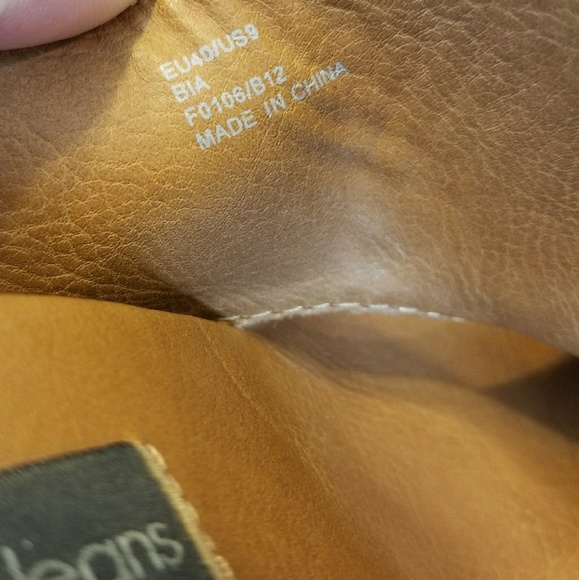 EU40/US9
BIA
F0106/B12
MADE IN CHINA
Jeans